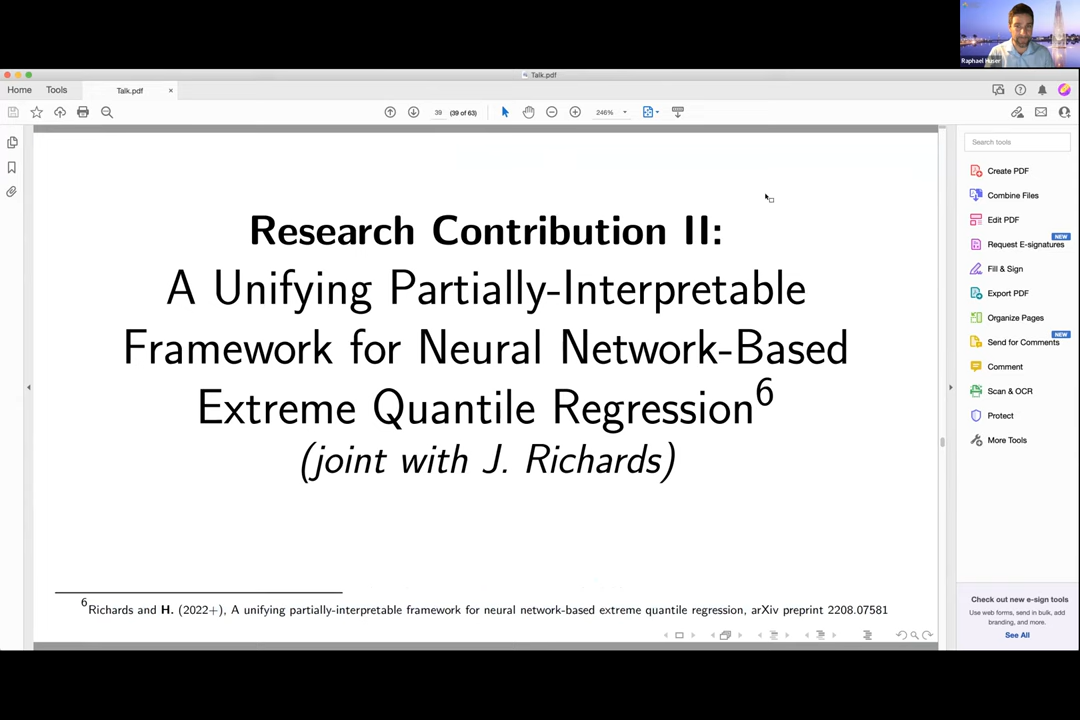 Raphael Huser
Talk.pdf
Home
Tools
Talk.pdf
×
39
(39 of 63)
246%
Search tools
Create PDF
Combine Files
Edit PDF
NEW
Request E-signatures
Fill & Sign
Export PDF
Organize Pages
NEW
Send for Comments
Comment
Scan & OCR
Protect
More Tools
Research Contribution II:
A Unifying Partially-Interpretable
Framework for Neural Network-Based
Extreme Quantile Regression⁶
(joint with J. Richards)
⁶Richards and H. (2022+), A unifying partially-interpretable framework for neural network-based extreme quantile regression, arXiv preprint 2208.07581
Check out new e-sign tools
Use web forms, send in bulk, add
branding, and more.
See All